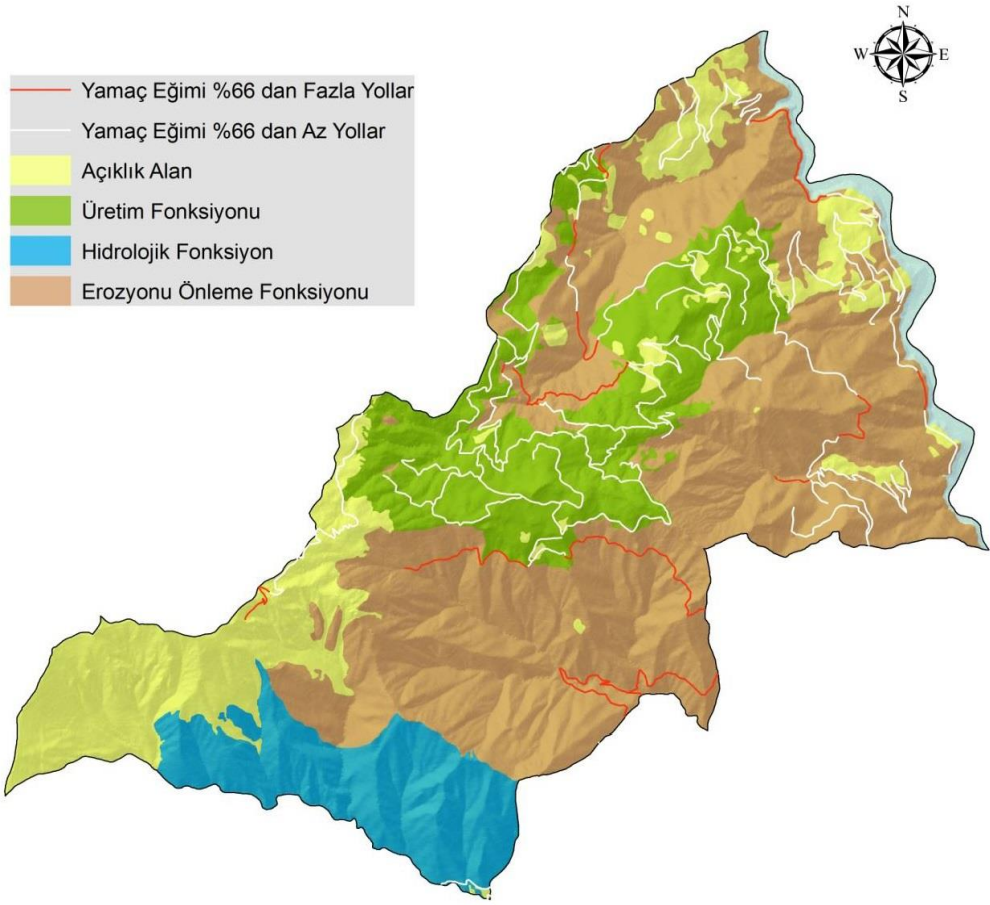 N
W E
S
Yamaç Eğimi %66 dan Fazla Yollar
Yamaç Eğimi %66 dan Az Yollar
Açıklık Alan
Üretim Fonksiyonu
Hidrolojik Fonksiyon
Erozyonu Önleme Fonksiyonu